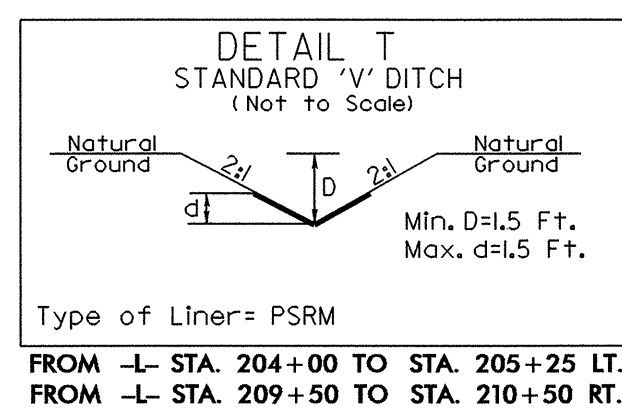 DETAIL T
STANDARD 'V' DITCH
(Not to Scale)
Natural
Ground
2:1
D
2:1
Natural
Ground
d
Min. D=1.5 Ft.
Max. d=1.5 Ft.
Type of Liner= PSRM
FROM -L- STA. 204+00 TO STA. 205+25 LT.
FROM -L- STA. 209+50 TO STA. 210+50 RT.